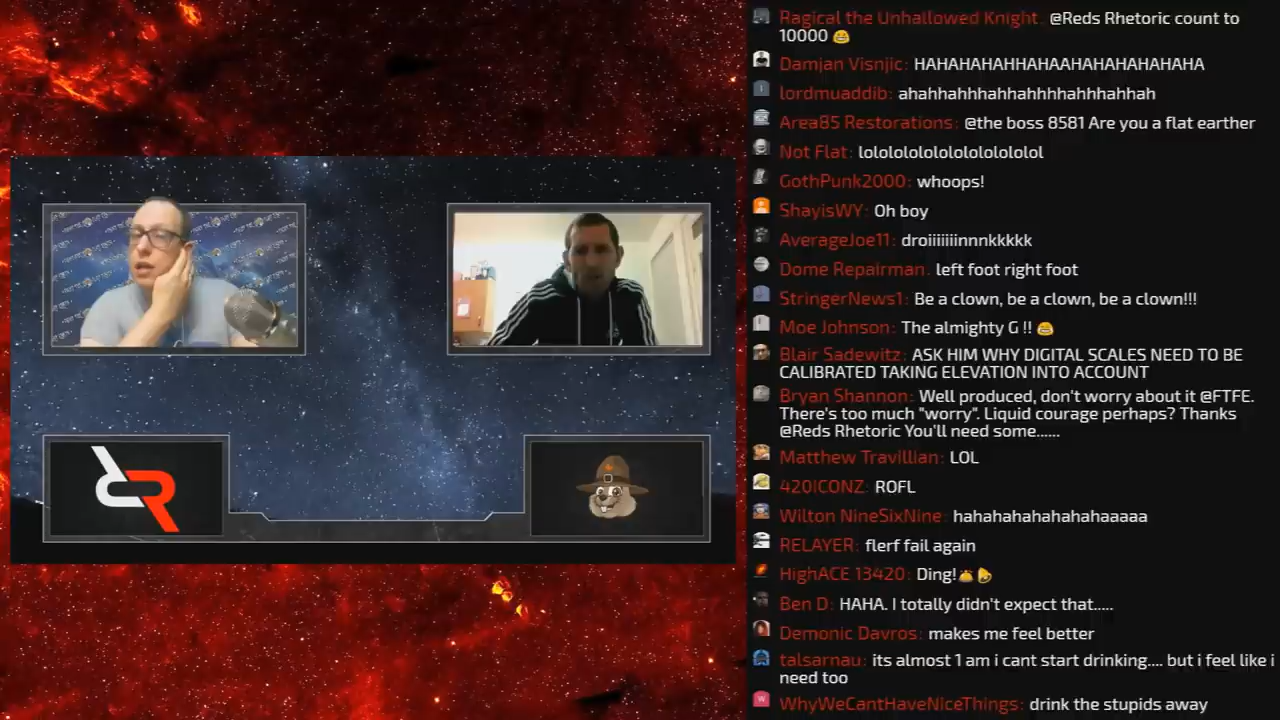 Ragical the Unhallowed Knight: @Reds Rhetoric count to
10000
Damjan Visnjic: HAHAHAHAHHAHAAHAHAHAHAHAHA
lordmuaddib: ahahhahhhahhahhhhahhhahhah
Area85 Restorations: @the boss 8581 Are you a flat earther
Not Flat: lolololololololololololol
GothPunk2000: whoops!
ShayisWY: Oh boy
AverageJoe11: droiiiiiiinnnkkkkk
Dome Repairman: left foot right foot
StringerNews1: Be a clown, be a clown, be a clown!!!
Moe Johnson: The almighty G !!
Blair Sadewitz: ASK HIM WHY DIGITAL SCALES NEED TO BE
CALIBRATED TAKING ELEVATION INTO ACCOUNT
Bryan Shannon: Well produced, don't worry about it @FTFE.
There's too much "worry". Liquid courage perhaps? Thanks
@Reds Rhetoric You'll need some......
Matthew Travillian: LOL
420ICONZ: ROFL
Wilton NineSixNine: hahahahahahahaaaaa
RELAYER: flerf fail again
HighACE 13420: Ding!
Ben D: HAHA. I totally didn't expect that.....
Demonic Davros: makes me feel better
talsarnau: its almost 1 am i cant start drinking.... but i feel like i
need too
WhyWeCantHaveNiceThings: drink the stupids away